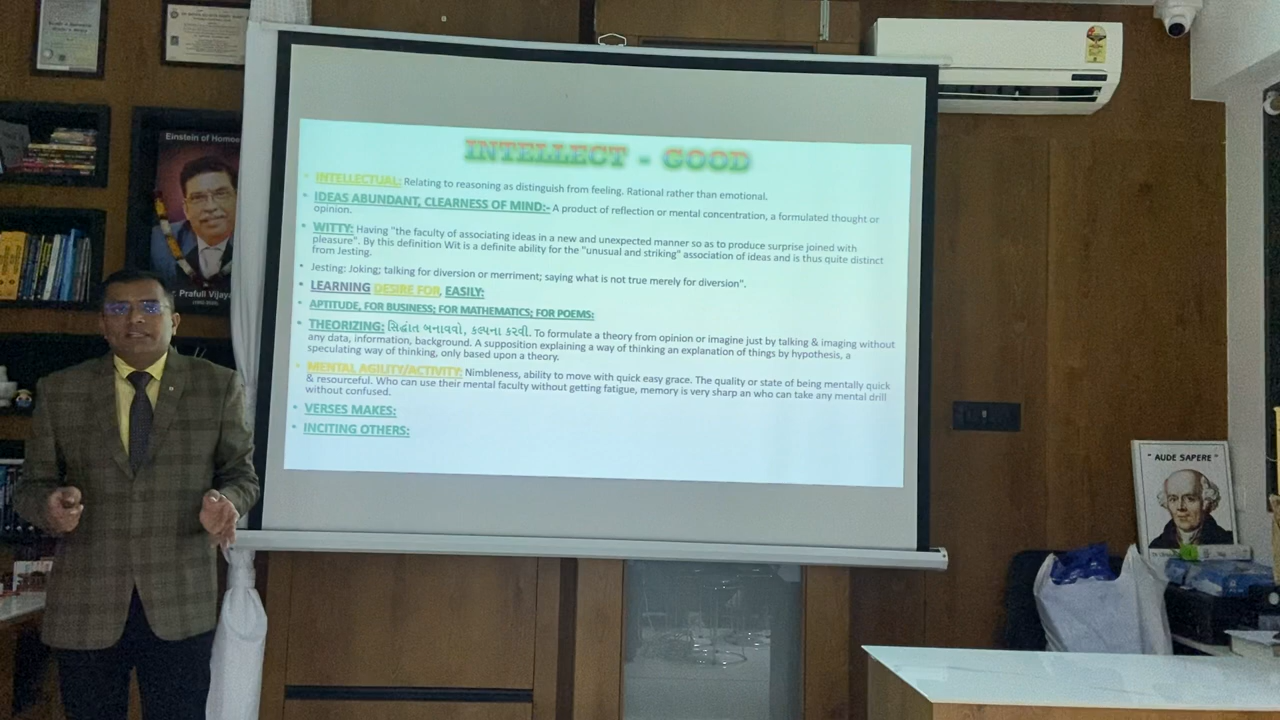 Einstein of Homeo
Prafull Vijaya
INTELLECT - GOOD
• INTELLECTUAL: Relating to reasoning as distinguish from feeling. Rational rather than emotional.
• IDEAS ABUNDANT, CLEARNESS OF MIND:- A product of reflection or mental concentration, a formulated thought or
opinion.
• WITTY: Having "the faculty of associating ideas in a new and unexpected manner so as to produce surprise joined with
pleasure". By this definition Wit is a definite ability for the "unusual and striking" association of ideas and is thus quite distinct
from Jesting.
• Jesting: Joking; talking for diversion or merriment; saying what is not true merely for diversion".
• LEARNING DESIRE FOR, EASILY:
• APTITUDE, FOR BUSINESS; FOR MATHEMATICS; FOR POEMS:
• THEORIZING: સિદ્ધાંત બનાવવો, કલ્પના કરવી. To formulate a theory from opinion or imagine just by talking & imaging without
any data, information, background. A supposition explaining a way of thinking an explanation of things by hypothesis, a
speculating way of thinking, only based upon a theory.
• MENTAL AGILITY/ACTIVITY: Nimbleness, ability to move with quick easy grace. The quality or state of being mentally quick
& resourceful. Who can use their mental faculty without getting fatigue, memory is very sharp an who can take any mental drill
without confused.
• VERSES MAKES:
• INCITING OTHERS:
" AUDE SAPERE "